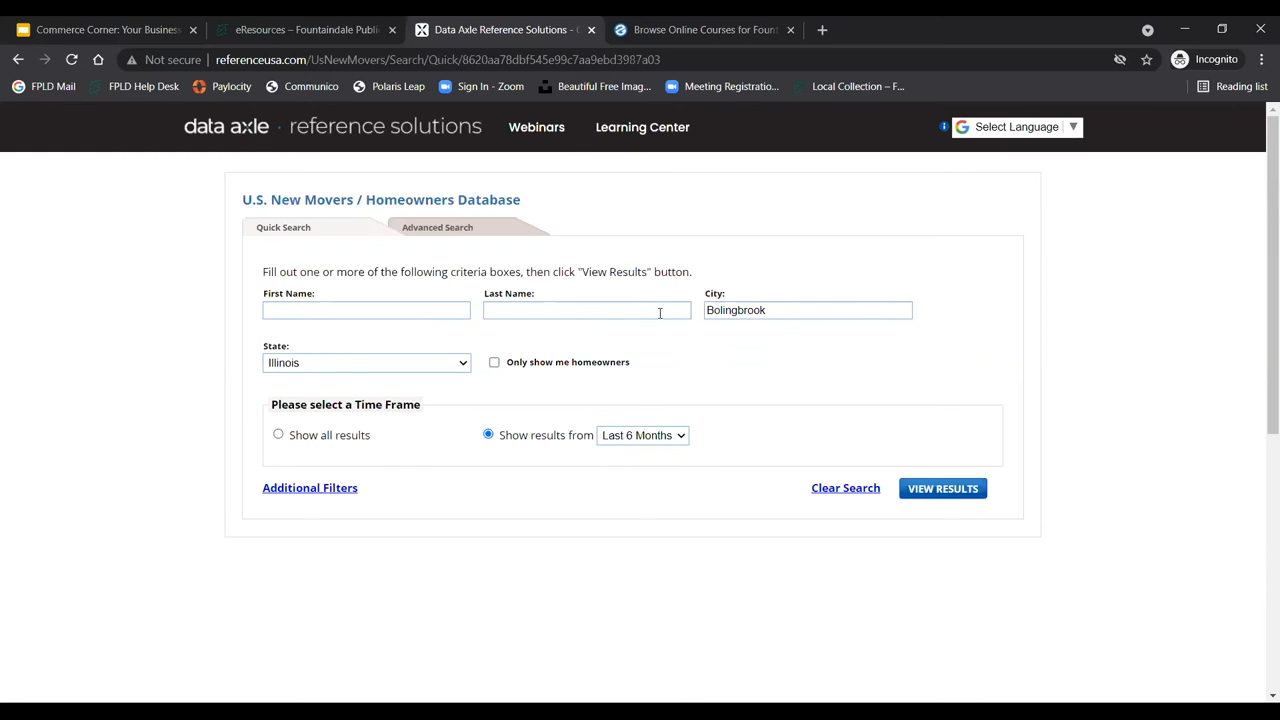 Commerce Corner: Your Business
eResources – Fountaindale Publi
Data Axle Reference Solutions -
Browse Online Courses for Fount
Not secure referenceusa.com/UsNewMovers/Search/Quick/8620aa78dbf545e99c7aa9ebd3987a03 Incognito
FPLD Mail FPLD Help Desk Paylocity Communico Polaris Leap Sign In - Zoom Beautiful Free Imag... Meeting Registratio... Local Collection – F... Reading list
data axle · reference solutions Webinars Learning Center Select Language
U.S. New Movers / Homeowners Database
Quick Search Advanced Search
Fill out one or more of the following criteria boxes, then click "View Results" button.
First Name: Last Name: City:
Bolingbrook
State:
Illinois Only show me homeowners
Please select a Time Frame
Show all results Show results from Last 6 Months
Additional Filters Clear Search VIEW RESULTS